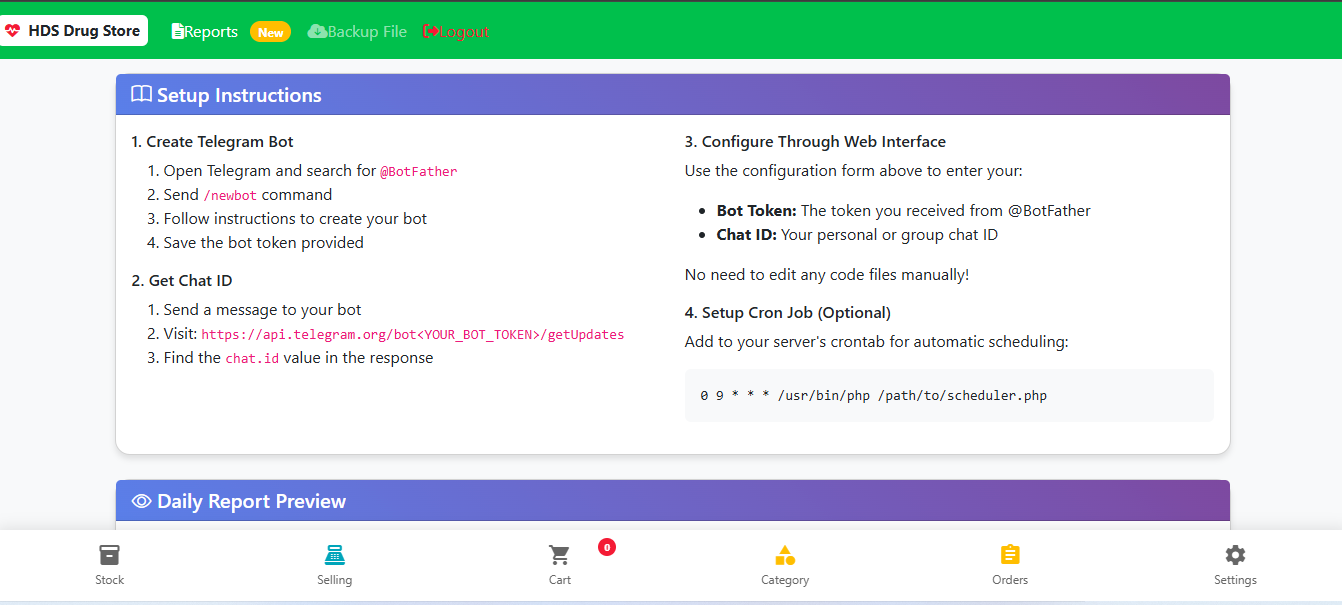 HDS Drug Store
Reports
New
Backup File
Logout
Setup Instructions
1. Create Telegram Bot
1. Open Telegram and search for @BotFather
2. Send /newbot command
3. Follow instructions to create your bot
4. Save the bot token provided
2. Get Chat ID
1. Send a message to your bot
2. Visit: https://api.telegram.org/bot<YOUR_BOT_TOKEN>/getUpdates
3. Find the chat.id value in the response
3. Configure Through Web Interface
Use the configuration form above to enter your:
• Bot Token: The token you received from @BotFather
• Chat ID: Your personal or group chat ID
No need to edit any code files manually!
4. Setup Cron Job (Optional)
Add to your server's crontab for automatic scheduling:
0 9 * * * /usr/bin/php /path/to/scheduler.php
Daily Report Preview
Stock
Selling
0
Cart
Category
Orders
Settings